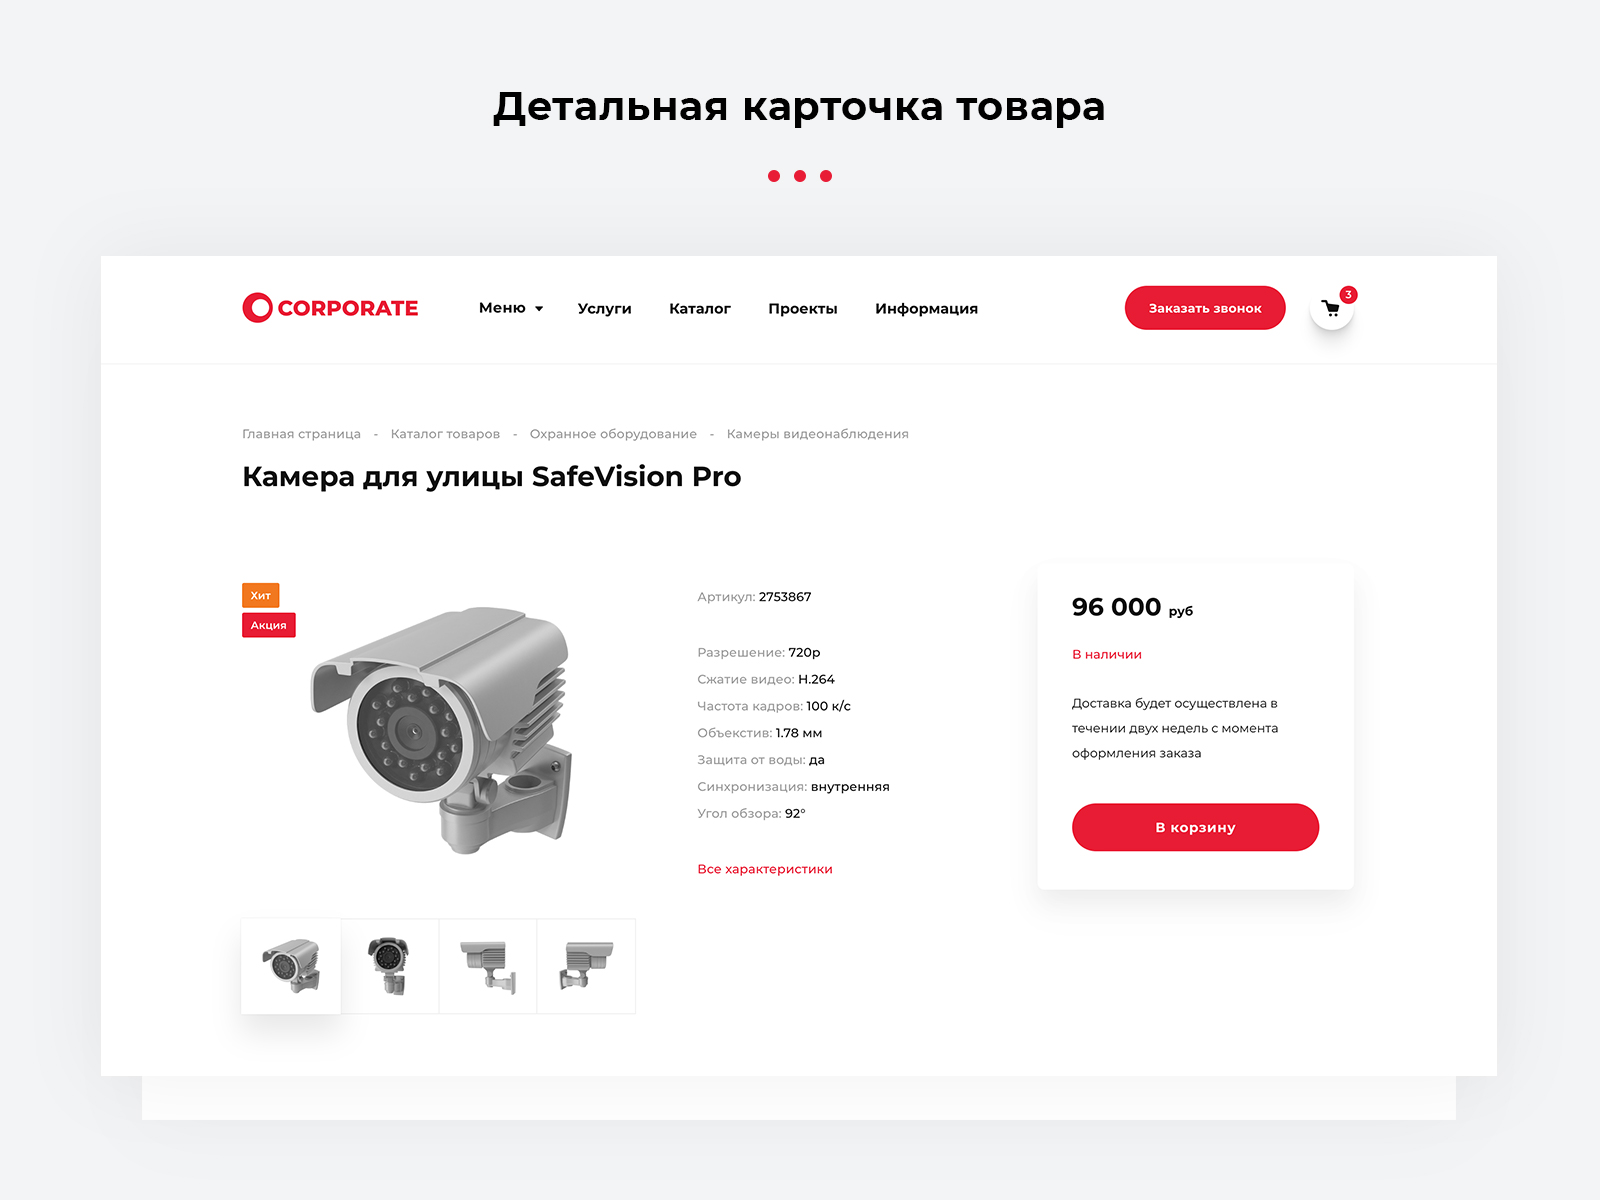 Детальная карточка товара
CORPORATE
Меню Услуги Каталог Проекты Информация
Заказать звонок
3
Главная страница - Каталог товаров - Охранное оборудование - Камеры видеонаблюдения
Камера для улицы SafeVision Pro
Хит
Акция
Артикул: 2753867
Разрешение: 720p
Сжатие видео: H.264
Частота кадров: 100 к/с
Объекстив: 1.78 мм
Защита от воды: да
Синхронизация: внутренняя
Угол обзора: 92°
Все характеристики
96 000 руб
В наличии
Доставка будет осуществлена в
течении двух недель с момента
оформления заказа
В корзину